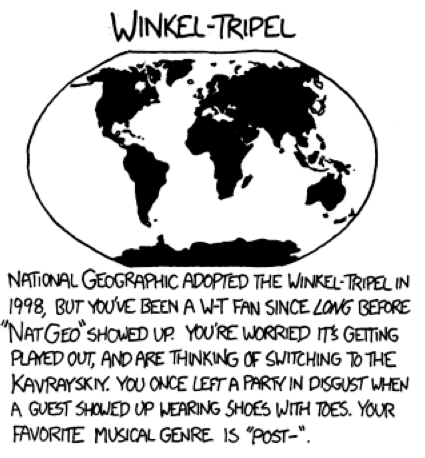 WINKEL-TRIPEL
NATIONAL GEOGRAPHIC ADOPTED THE WINKEL-TRIPEL IN
1998, BUT YOU'VE BEEN A W-T FAN SINCE LONG BEFORE
"NAT GEO" SHOWED UP. YOU'RE WORRIED IT'S GETTING
PLAYED OUT, AND ARE THINKING OF SWITCHING TO THE
KAVRAYSKIY. YOU ONCE LEFT A PARTY IN DISGUST WHEN
A GUEST SHOWED UP WEARING SHOES WITH TOES. YOUR
FAVORITE MUSICAL GENRE IS "POST-".